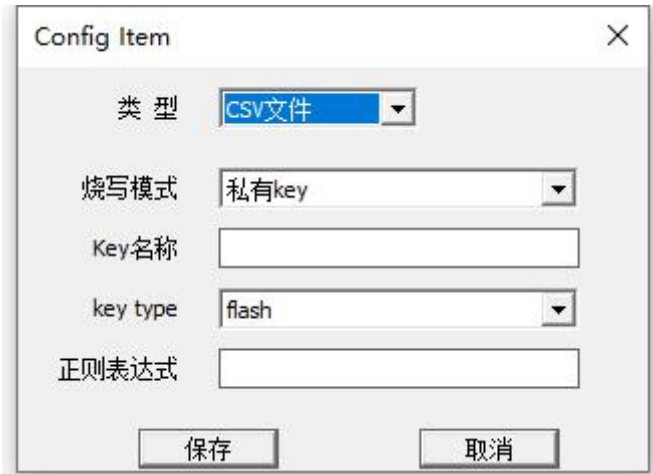 Config Item
类 型 CSV文件
烧写模式 私有key
Key名称
key type flash
正则表达式
保存 取消